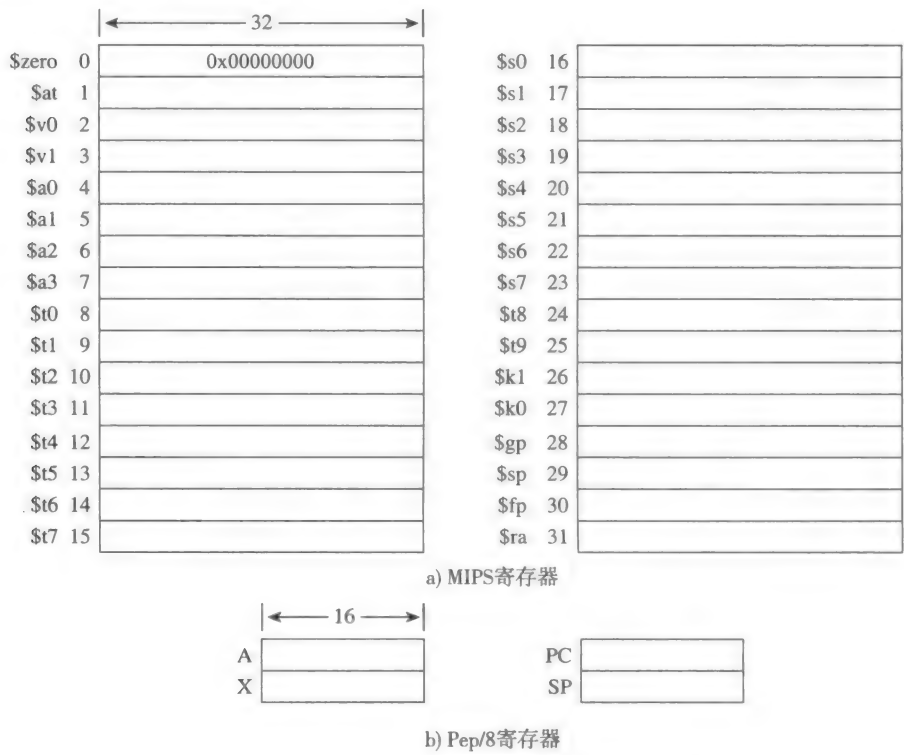 32
$zero 0 0x00000000
$at 1
$v0 2
$v1 3
$a0 4
$a1 5
$a2 6
$a3 7
$t0 8
$t1 9
$t2 10
$t3 11
$t4 12
$t5 13
$t6 14
$t7 15
$s0 16
$s1 17
$s2 18
$s3 19
$s4 20
$s5 21
$s6 22
$s7 23
$t8 24
$t9 25
$k1 26
$k0 27
$gp 28
$sp 29
$fp 30
$ra 31
a) MIPS寄存器
16
A
X
PC
SP
b) Pep/8寄存器